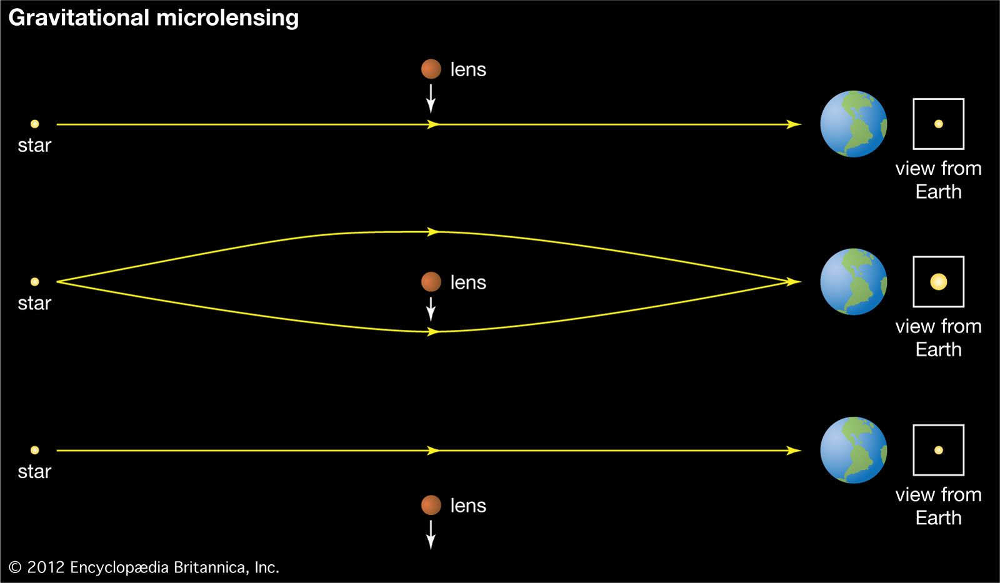 Gravitational microlensing
lens
star
view from
Earth
lens
star
view from
Earth
star
view from
Earth
lens
© 2012 Encyclopædia Britannica, Inc.